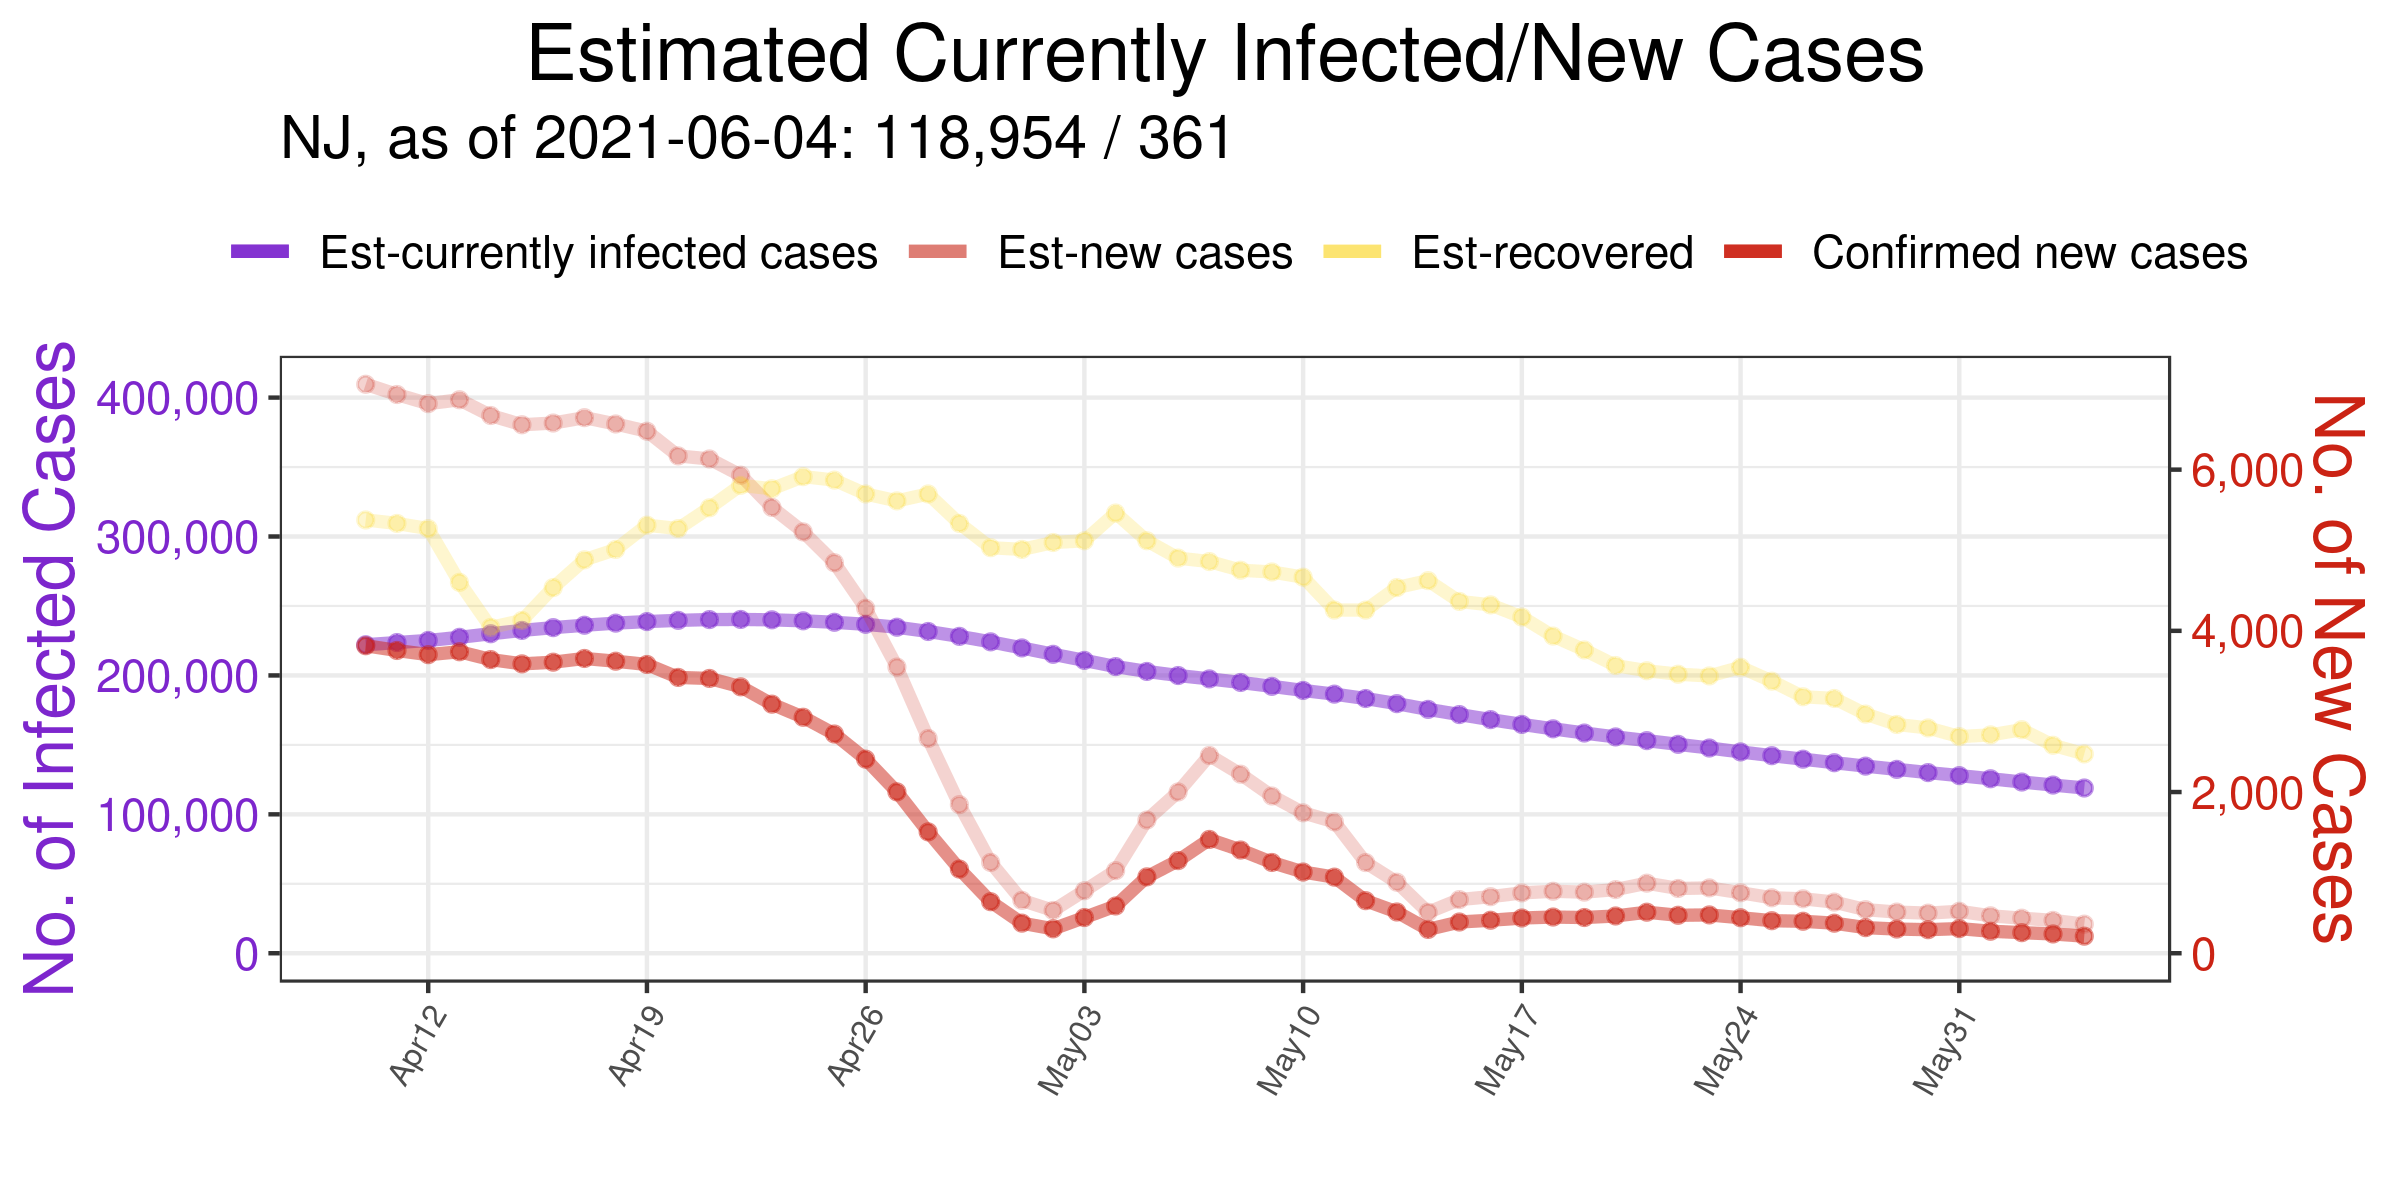 Estimated Currently Infected/New Cases
NJ, as of 2021-06-04: 118,954 / 361
Est-currently infected cases Est-new cases Est-recovered Confirmed new cases
No. of Infected Cases
400,000
300,000
200,000
100,000
0
6,000
4,000
2,000
0
No. of New Cases
Apr12 Apr19 Apr26 May03 May10 May17 May24 May31